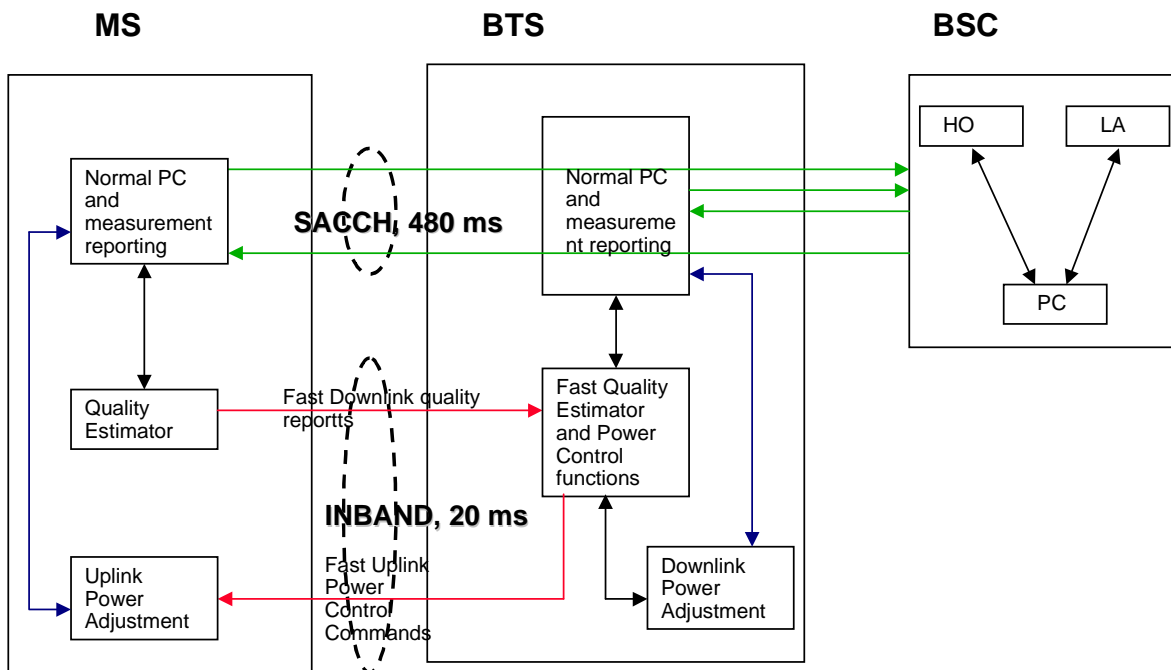 MS
BTS
BSC
HO
LA
Normal PC
and
measurement
reporting
Normal PC
and
measureme
nt reporting
SACCH, 480 ms
PC
Quality
Estimator
Fast Downlink quality
reportts
Fast Quality
Estimator
and Power
Control
functions
INBAND, 20 ms
Uplink
Power
Adjustment
Fast Uplink
Power
Control
Commands
Downlink
Power
Adjustment